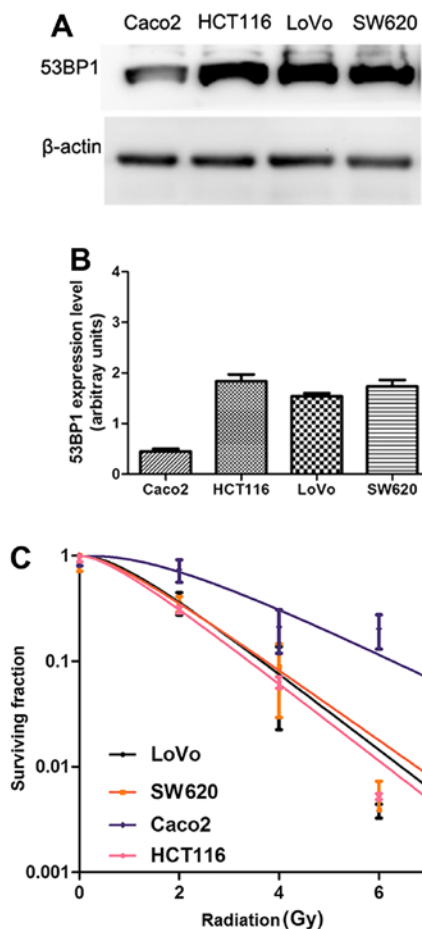 A
Caco2 HCT116 LoVo SW620
53BP1
β-actin
B
53BP1 expression level
(arbitray units)
4
3
2
1
0
Caco2 HCT116 LoVo SW620
C
Surviving fraction
1
0.1
0.01
0.001
LoVo
SW620
Caco2
HCT116
0 2 4 6
Radiation (Gy)